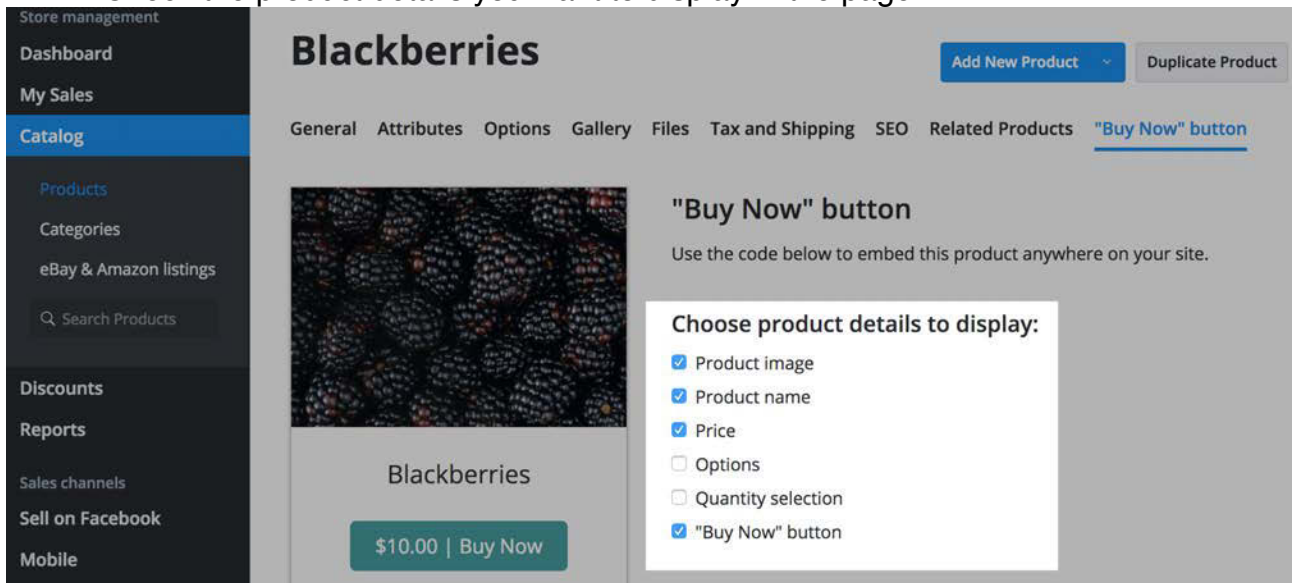 Store management
Dashboard
My Sales
Catalog
Products
Categories
eBay & Amazon listings
Search Products
Discounts
Reports
Sales channels
Sell on Facebook
Mobile
Blackberries
Add New Product
Duplicate Product
General Attributes Options Gallery Files Tax and Shipping SEO Related Products "Buy Now" button
Blackberries
$10.00 | Buy Now
"Buy Now" button
Use the code below to embed this product anywhere on your site.
Choose product details to display:
Product image
Product name
Price
Options
Quantity selection
"Buy Now" button